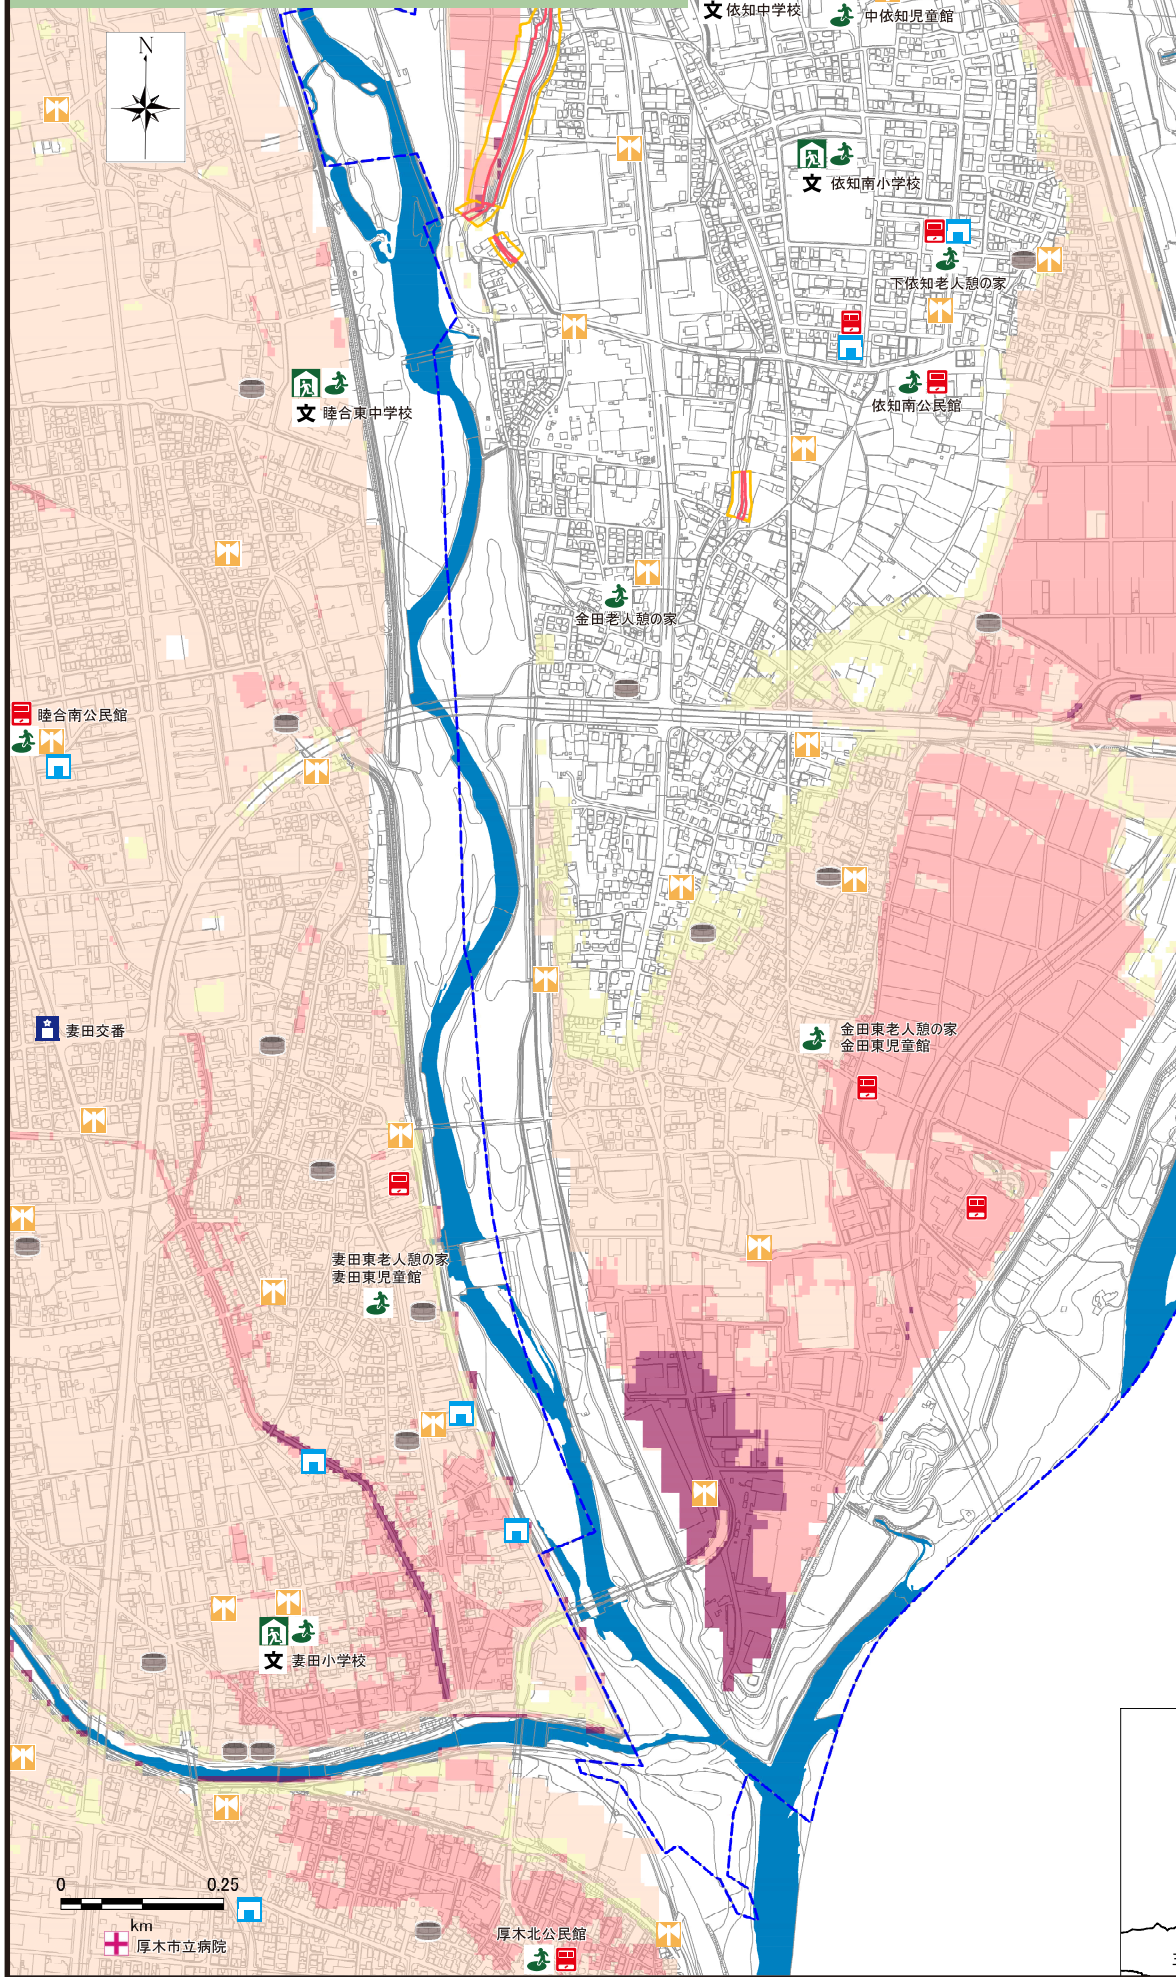 文 依知中学校
中依知児童館
N
文 依知南小学校
下依知老人憩の家
文 睦合東中学校
依知南公民館
金田老人憩の家
睦合南公民館
妻田交番
金田東老人憩の家
金田東児童館
妻田東老人憩の家
妻田東児童館
文 妻田小学校
0 0.25
km
厚木市立病院
厚木北公民館